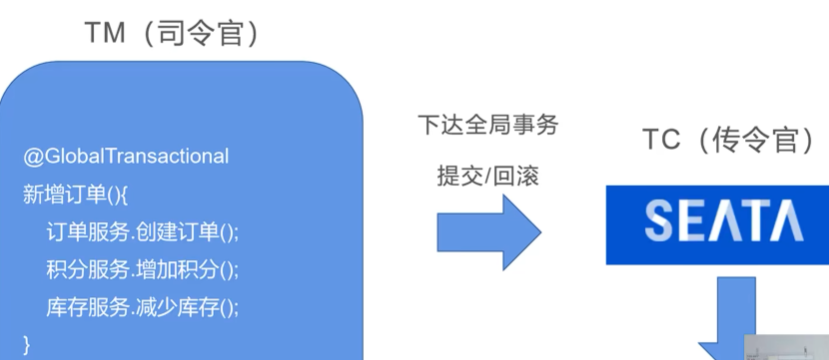 TM（司令官）
@GlobalTransactional
新增订单(){
订单服务.创建订单();
积分服务.增加积分();
库存服务.减少库存();
}
下达全局事务
提交/回滚
TC（传令官）
SEATA